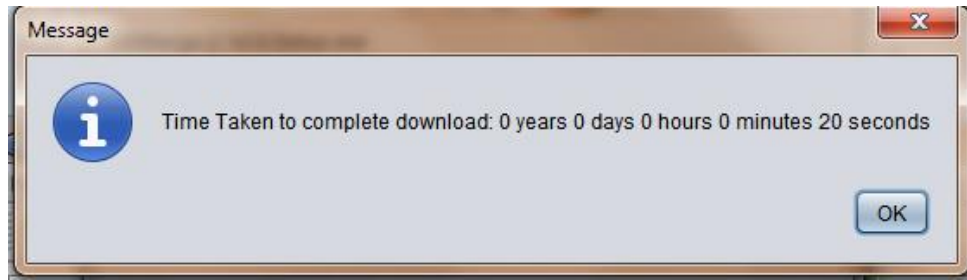 Message
Time Taken to complete download: 0 years 0 days 0 hours 0 minutes 20 seconds
OK